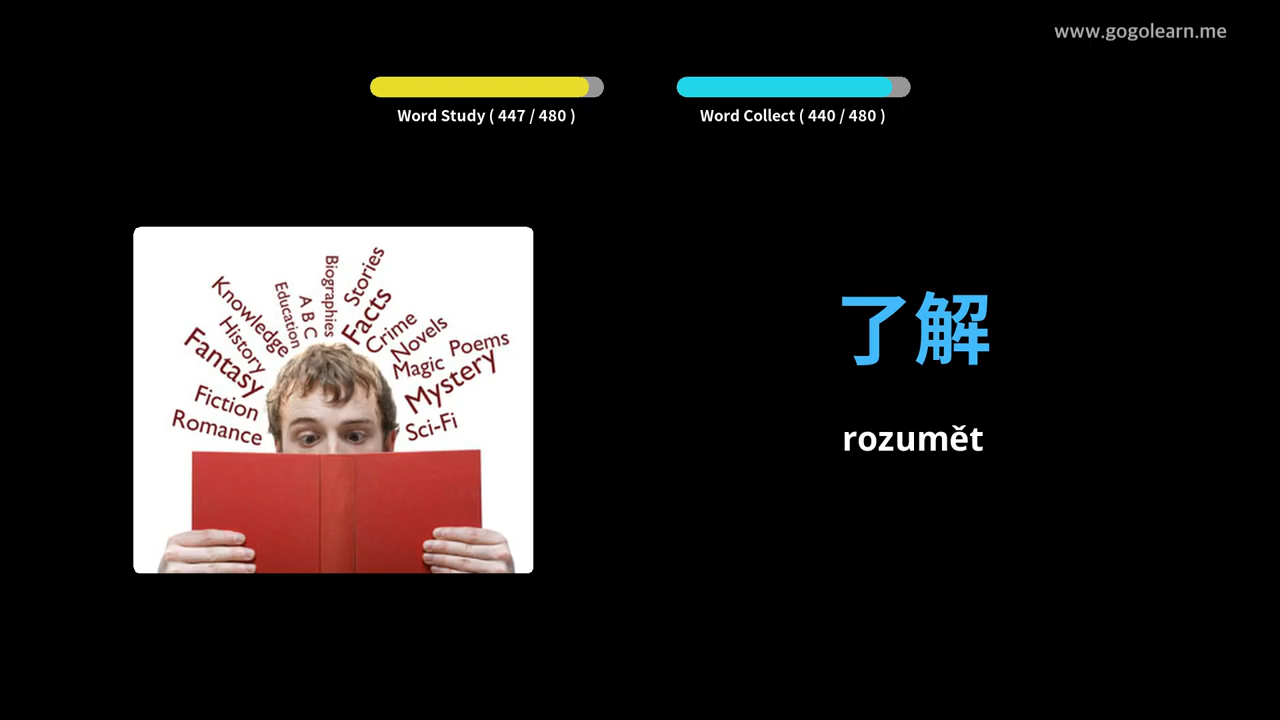 www.gogolearn.me
Word Study ( 447 / 480 )
Word Collect ( 440 / 480 )
Knowledge
Education
A B C
Biographies
Stories
Facts
History
Crime
Novels
Fantasy
Magic
Poems
Fiction
Mystery
Romance
Sci-Fi
了解
rozumět